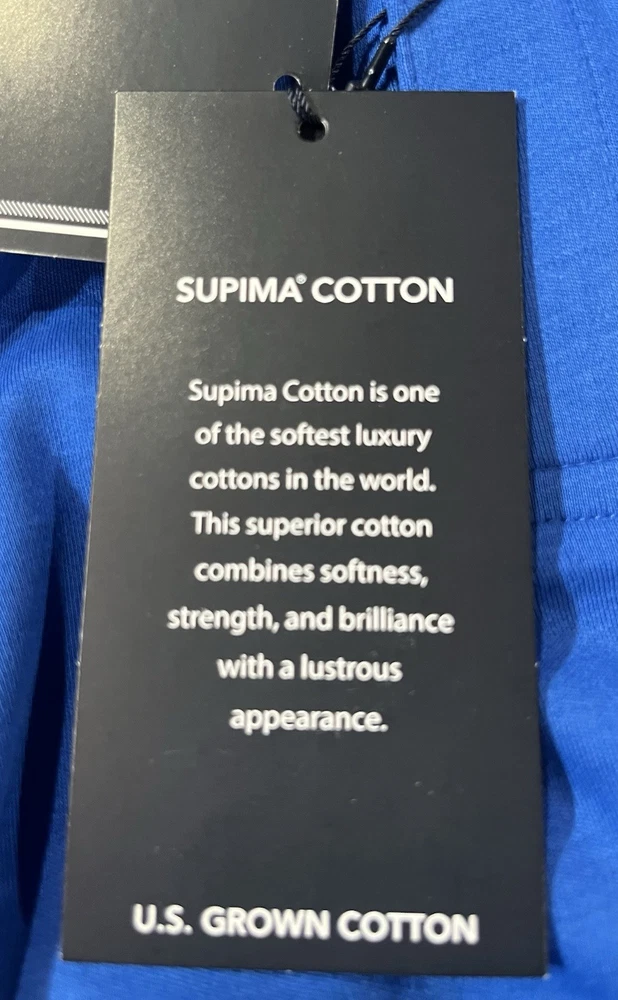 SUPIMA® COTTON
Supima Cotton is one
of the softest luxury
cottons in the world.
This superior cotton
combines softness,
strength, and brilliance
with a lustrous
appearance.
U.S. GROWN COTTON